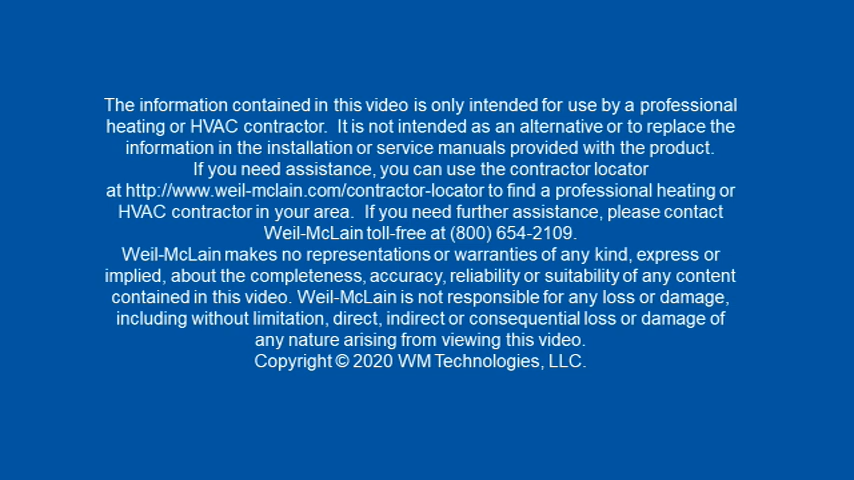 The information contained in this video is only intended for use by a professional
heating or HVAC contractor.  It is not intended as an alternative or to replace the
information in the installation or service manuals provided with the product.
If you need assistance, you can use the contractor locator
at http://www.weil-mclain.com/contractor-locator to find a professional heating or
HVAC contractor in your area.  If you need further assistance, please contact
Weil-McLain toll-free at (800) 654-2109.
Weil-McLain makes no representations or warranties of any kind, express or
implied, about the completeness, accuracy, reliability or suitability of any content
contained in this video. Weil-McLain is not responsible for any loss or damage,
including without limitation, direct, indirect or consequential loss or damage of
any nature arising from viewing this video.
Copyright © 2020 WM Technologies, LLC.